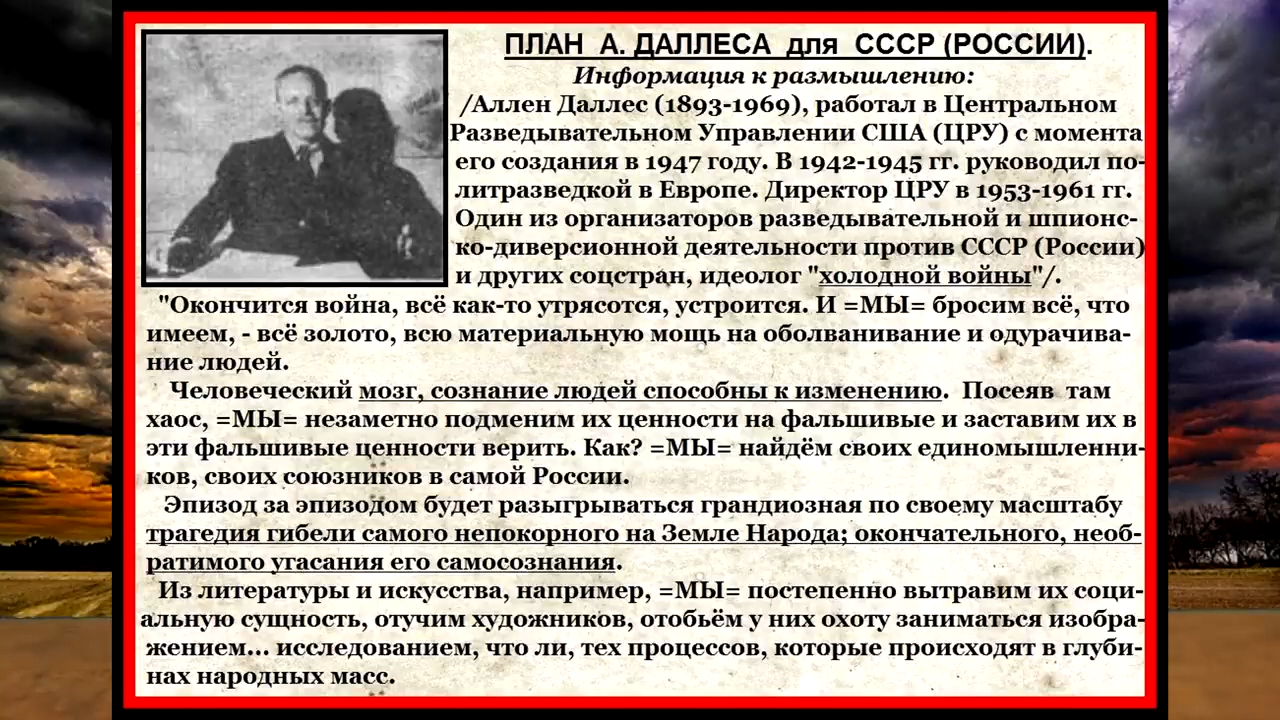 ПЛАН А. ДАЛЛЕСА для СССР (РОССИИ).
Информация к размышлению:
/Аллен Даллес (1893-1969), работал в Центральном
Разведывательном Управлении США (ЦРУ) с момента
его создания в 1947 году. В 1942-1945 гг. руководил по-
литразведкой в Европе. Директор ЦРУ в 1953-1961 гг.
Один из организаторов разведывательной и шпионс-
ко-диверсионной деятельности против СССР (России)
и других соцстран, идеолог "холодной войны"/.
"Окончится война, всё как-то утрясотся, устроится. И =МЫ= бросим всё, что
имеем, - всё золото, всю материальную мощь на оболванивание и одурачива-
ние людей.
Человеческий мозг, сознание людей способны к изменению. Посеяв там
хаос, =МЫ= незаметно подменим их ценности на фальшивые и заставим их в
эти фальшивые ценности верить. Как? =МЫ= найдём своих единомышленни-
ков, своих союзников в самой России.
Эпизод за эпизодом будет разыгрываться грандиозная по своему масштабу
трагедия гибели самого непокорного на Земле Народа; окончательного, необ-
ратимого угасания его самосознания.
Из литературы и искусства, например, =МЫ= постепенно вытравим их соци-
альную сущность, отучим художников, отобьём у них охоту заниматься изобра-
жением... исследованием, что ли, тех процессов, которые происходят в глуби-
нах народных масс.